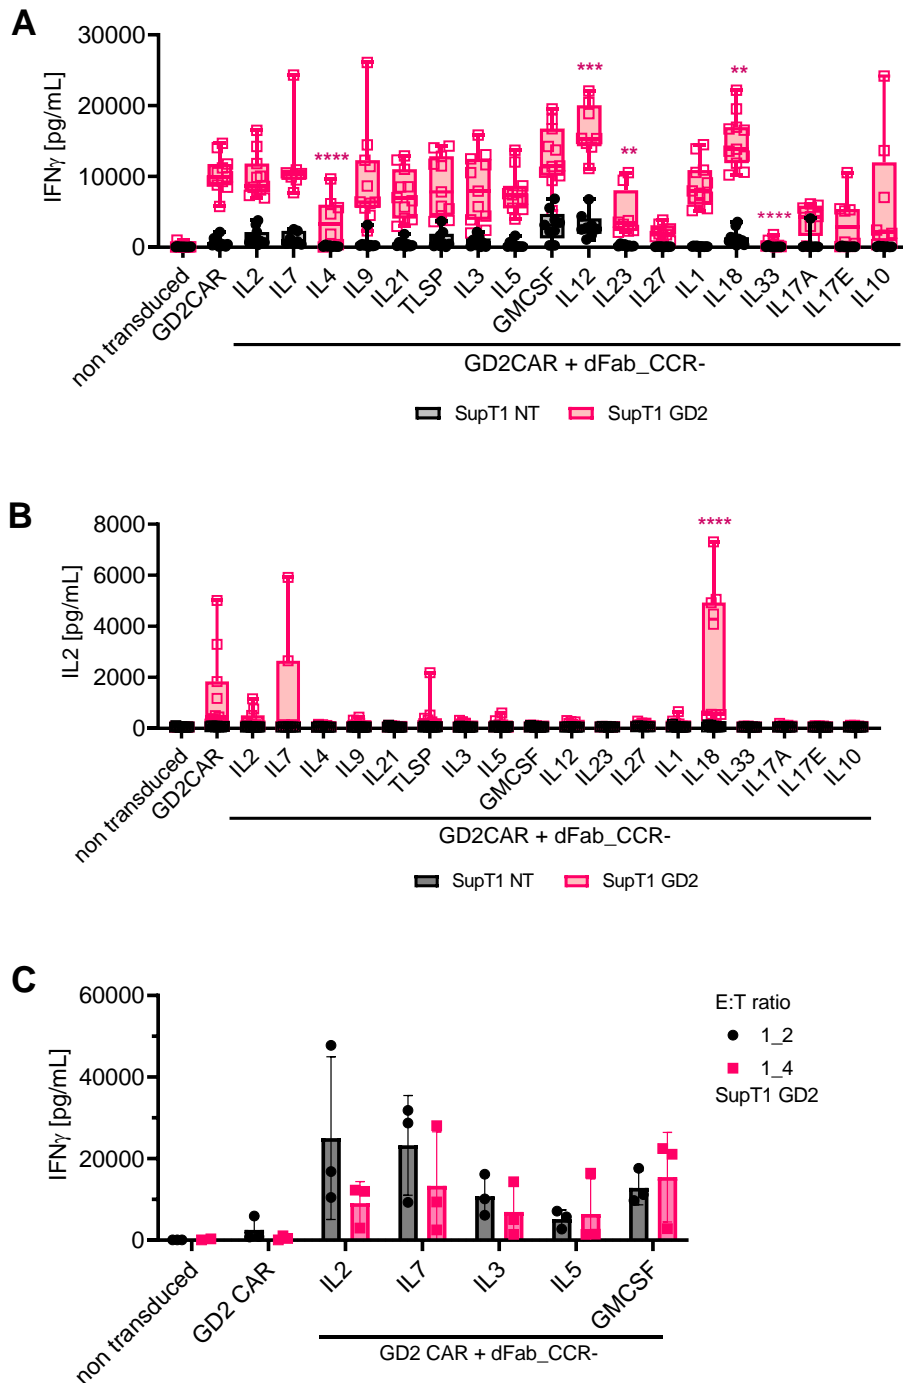 A
IFNγ [pg/mL]
30000
20000
10000
0
****
***
**
**
****
non transduced
GD2CAR
IL2
IL7
IL4
IL9
IL21
TLSP
IL3
IL5
GMCSF
IL12
IL23
IL27
IL1
IL18
IL33
IL17A
IL17E
IL10
GD2CAR + dFab_CCR-
SupT1 NT
SupT1 GD2
B
IL2 [pg/mL]
8000
6000
4000
2000
0
****
non transduced
GD2CAR
IL2
IL7
IL4
IL9
IL21
TLSP
IL3
IL5
GMCSF
IL12
IL23
IL27
IL1
IL18
IL33
IL17A
IL17E
IL10
GD2CAR + dFab_CCR-
SupT1 NT
SupT1 GD2
C
IFNγ [pg/mL]
60000
40000
20000
0
E:T ratio
1_2
1_4
SupT1 GD2
non transduced
GD2 CAR
IL2
IL7
IL3
IL5
GMCSF
GD2 CAR + dFab_CCR-